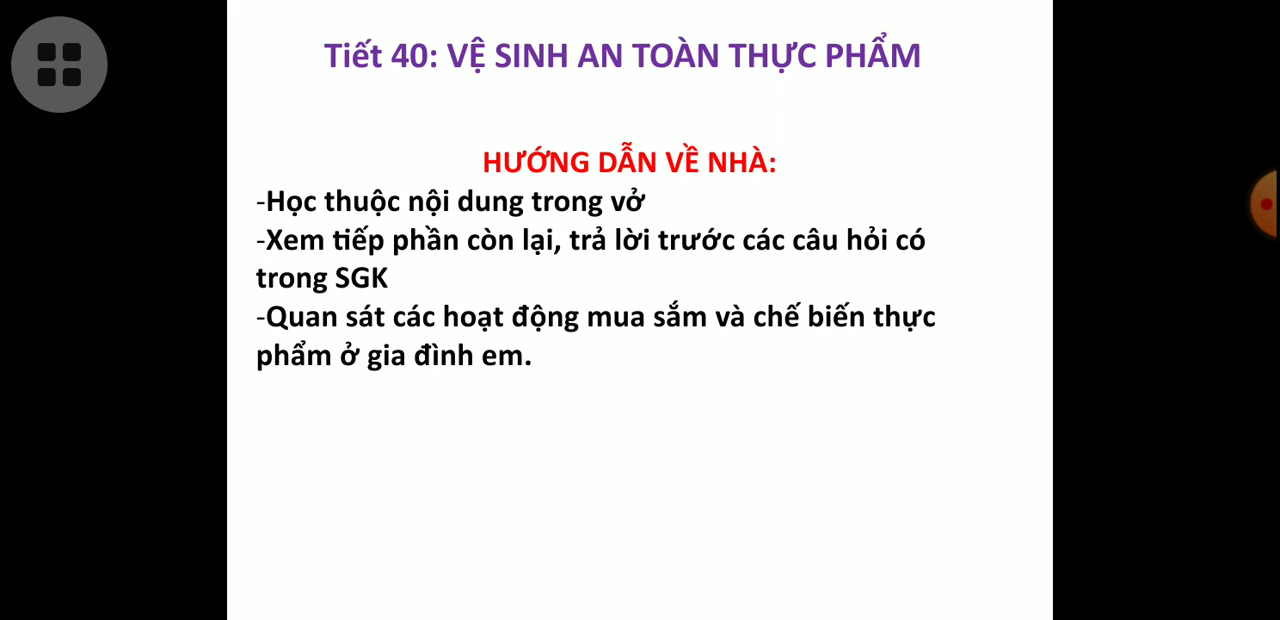 Tiết 40: VỆ SINH AN TOÀN THỰC PHẨM
HƯỚNG DẪN VỀ NHÀ:
-Học thuộc nội dung trong vở
-Xem tiếp phần còn lại, trả lời trước các câu hỏi có
trong SGK
-Quan sát các hoạt động mua sắm và chế biến thực
phẩm ở gia đình em.